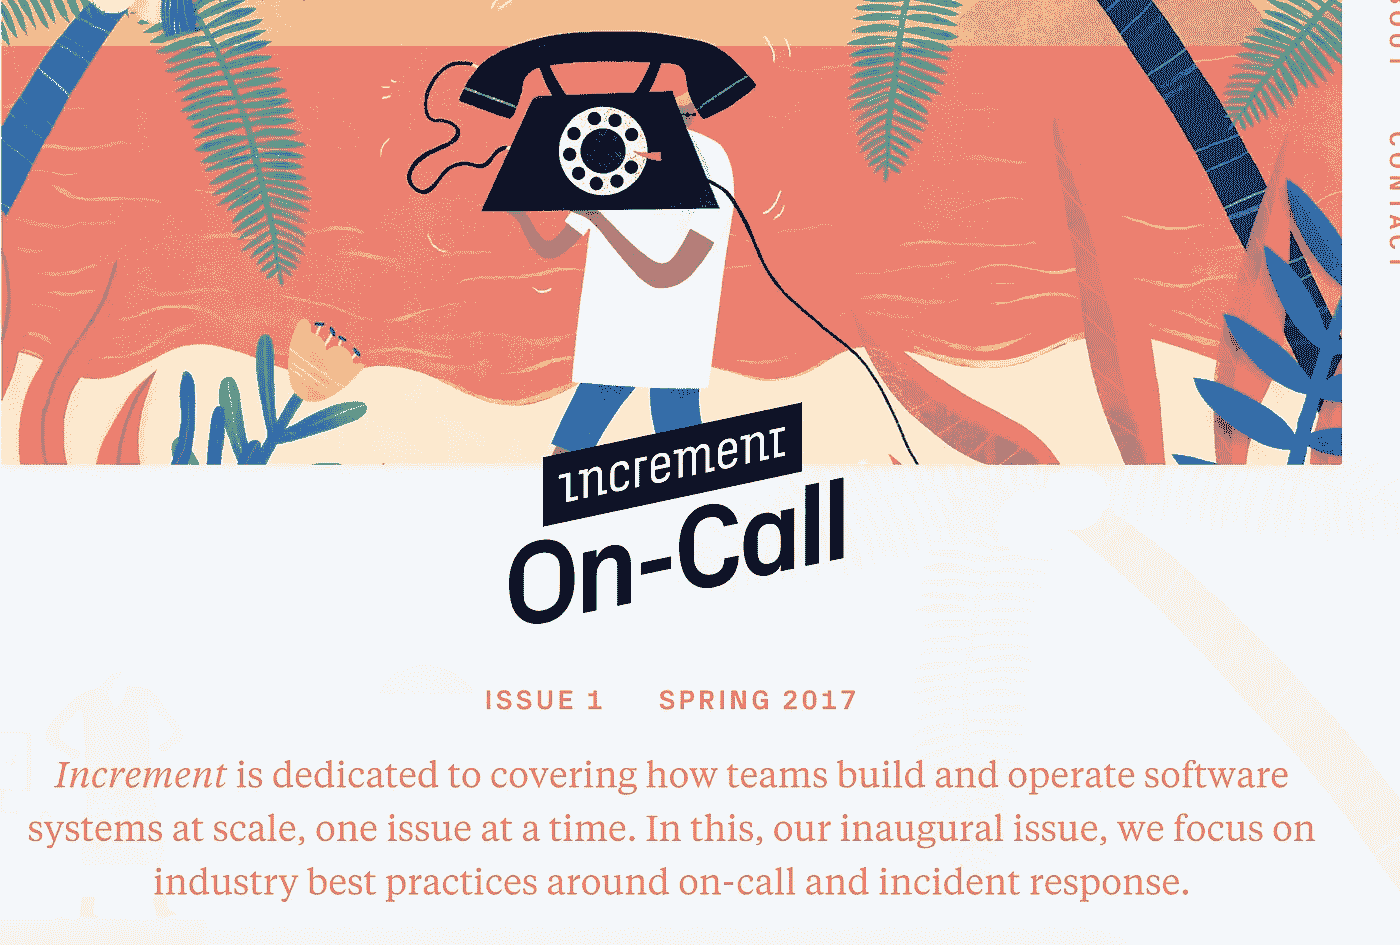 increment
On-Call
ISSUE 1 SPRING 2017
Increment is dedicated to covering how teams build and operate software
systems at scale, one issue at a time. In this, our inaugural issue, we focus on
industry best practices around on-call and incident response.
CONTACT